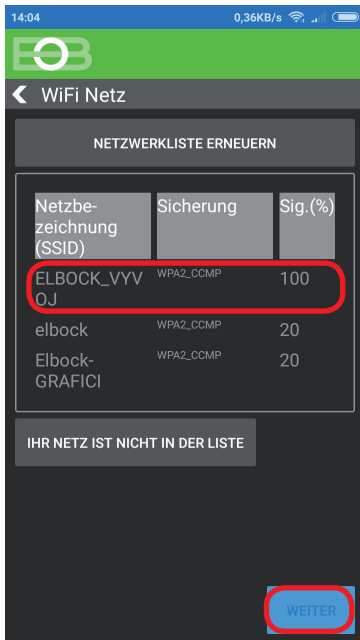 14:04 0,36KB/s
EOB
WiFi Netz
NETZWERKLISTE ERNEUERN
Netzbe- Sicherung Sig.(%)
zeichnung
(SSID)
ELBOCK_VYV WPA2_CCMP 100
OJ
elbock WPA2_CCMP 20
Elbock- WPA2_CCMP 20
GRAFICI
IHR NETZ IST NICHT IN DER LISTE
WEITER